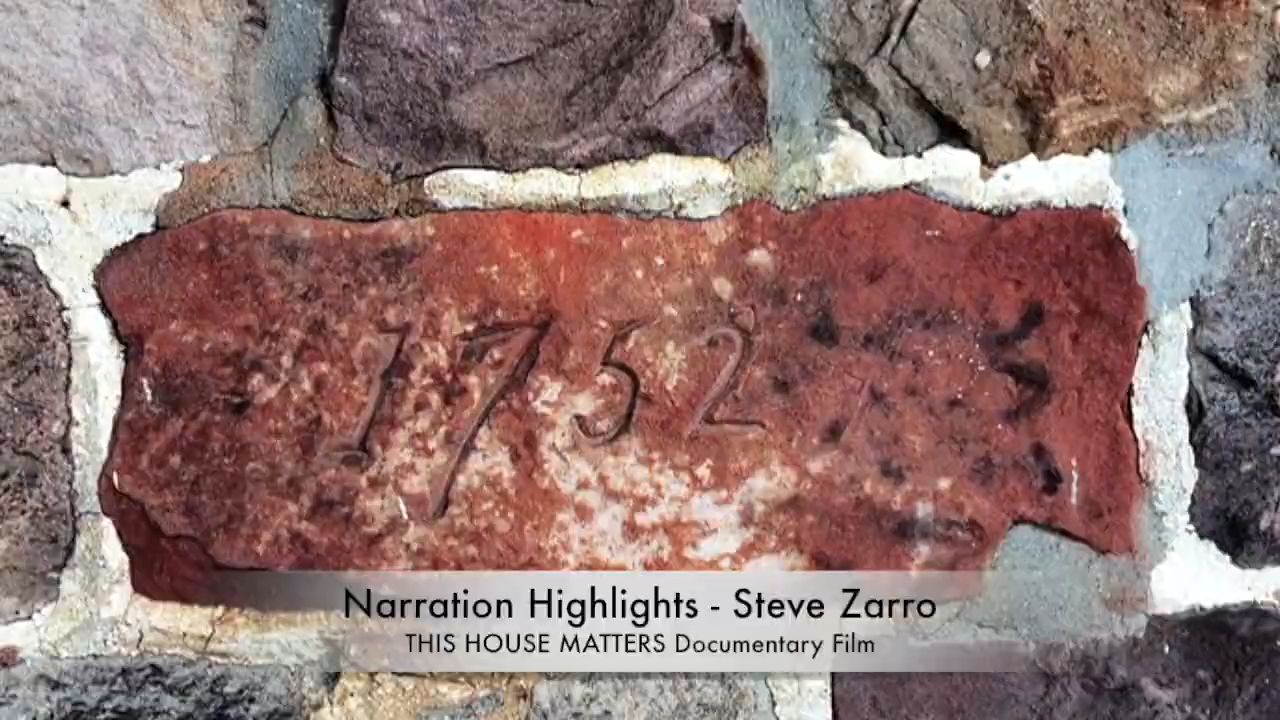 1752
Narration Highlights - Steve Zarro
THIS HOUSE MATTERS Documentary Film